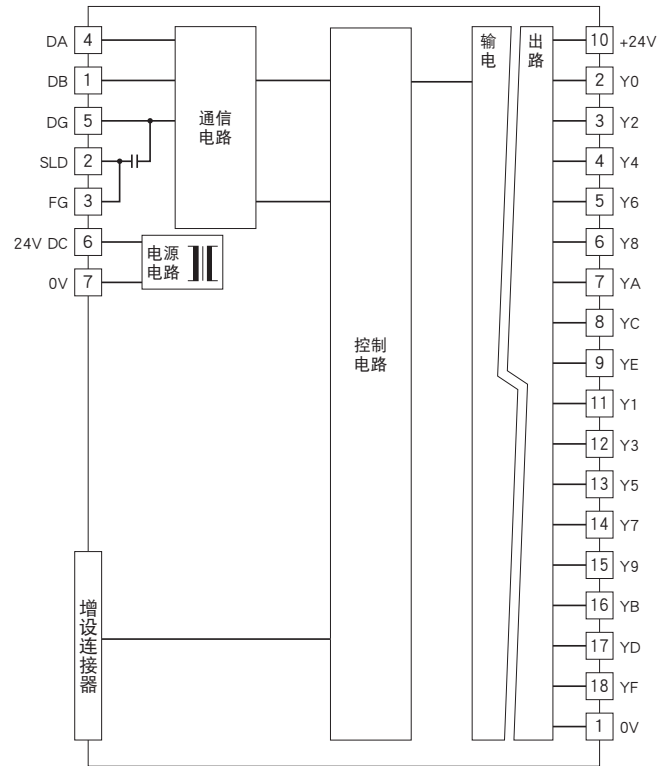 DA 4
DB 1
DG 5
SLD 2
FG 3
24V DC 6
0V 7
通信
电路
电源
电路
增设连接器
控制
电路
输出
电路
10 +24V
2 Y0
3 Y2
4 Y4
5 Y6
6 Y8
7 YA
8 YC
9 YE
11 Y1
12 Y3
13 Y5
14 Y7
15 Y9
16 YB
17 YD
18 YF
1 0V